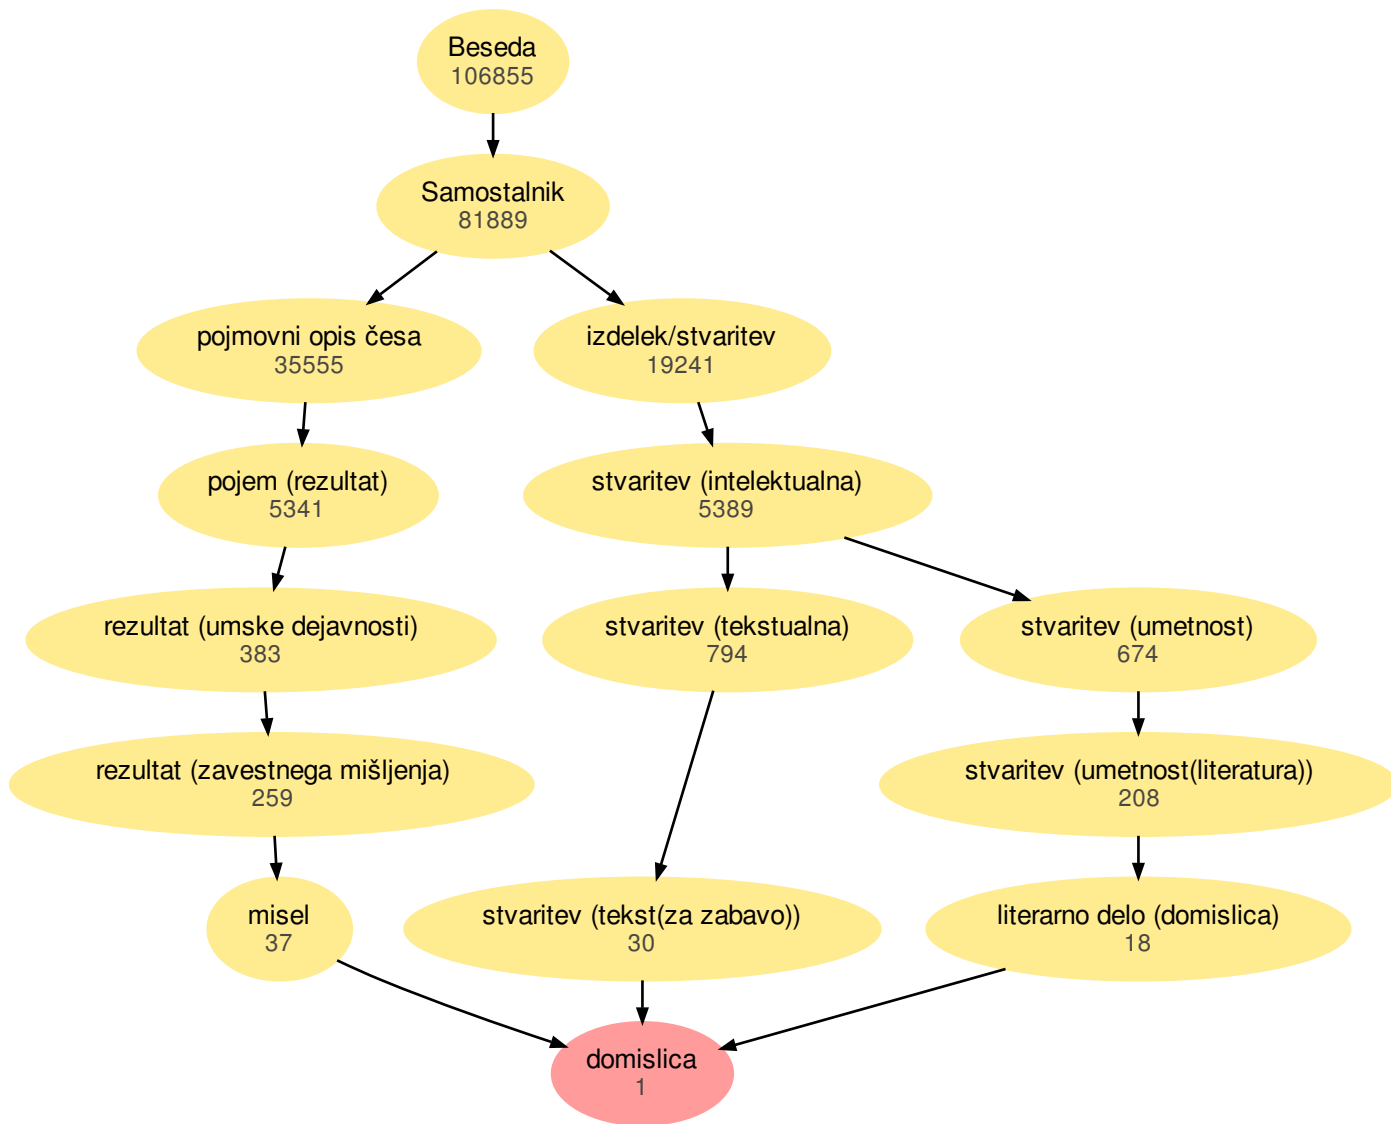 Beseda
106855
Samostalnik
81889
pojmovni opis česa
35555
izdelek/stvaritev
19241
pojem (rezultat)
5341
stvaritev (intelektualna)
5389
rezultat (umske dejavnosti)
383
stvaritev (tekstualna)
794
stvaritev (umetnost)
674
rezultat (zavestnega mišljenja)
259
stvaritev (umetnost(literatura))
208
misel
37
stvaritev (tekst(za zabavo))
30
literarno delo (domislica)
18
domislica
1